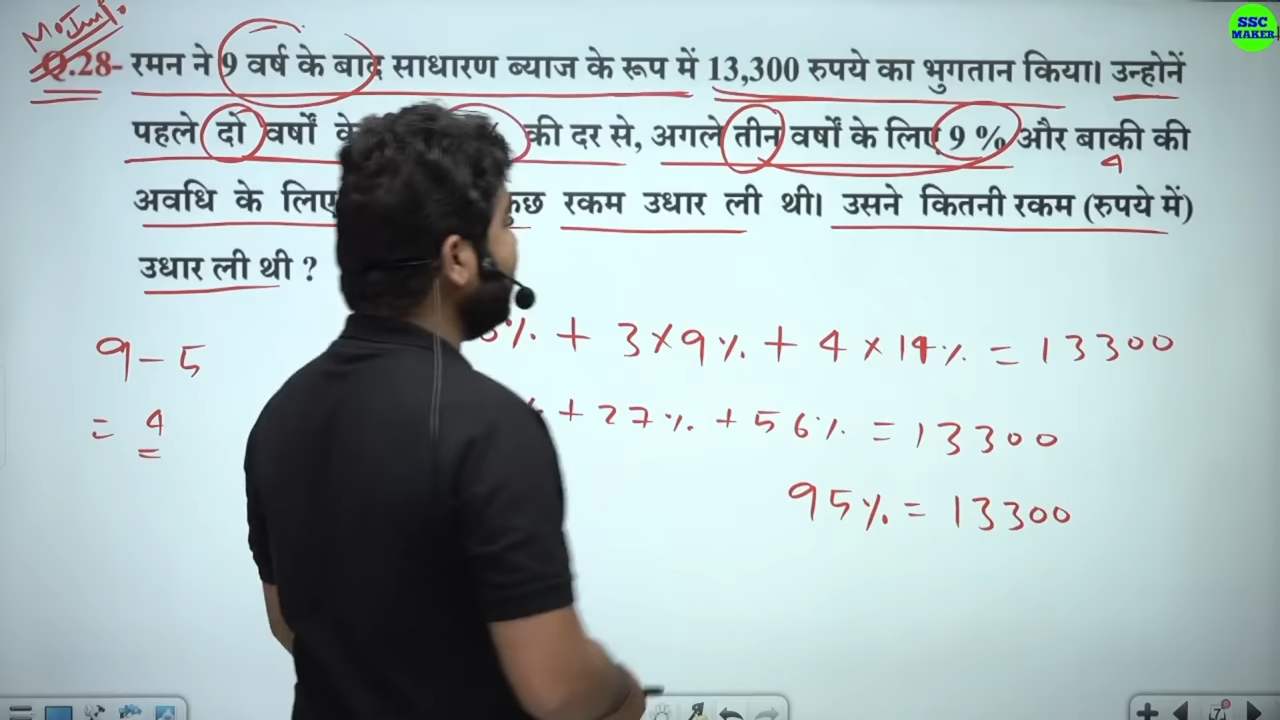 M. Imp.
SSC
MAKER
Q.28- रमन ने 9 वर्ष के बाद साधारण ब्याज के रूप में 13,300 रुपये का भुगतान किया। उन्होनें
पहले दो वर्षों के की दर से, अगले तीन वर्षों के लिए 9 % और बाकी की
4
अवधि के लिए कुछ रकम उधार ली थी। उसने कितनी रकम (रुपये में)
उधार ली थी ?
% + 3×9% + 4×14% = 13300
9-5
+ 27% + 56% = 13300
= 4
95% = 13300